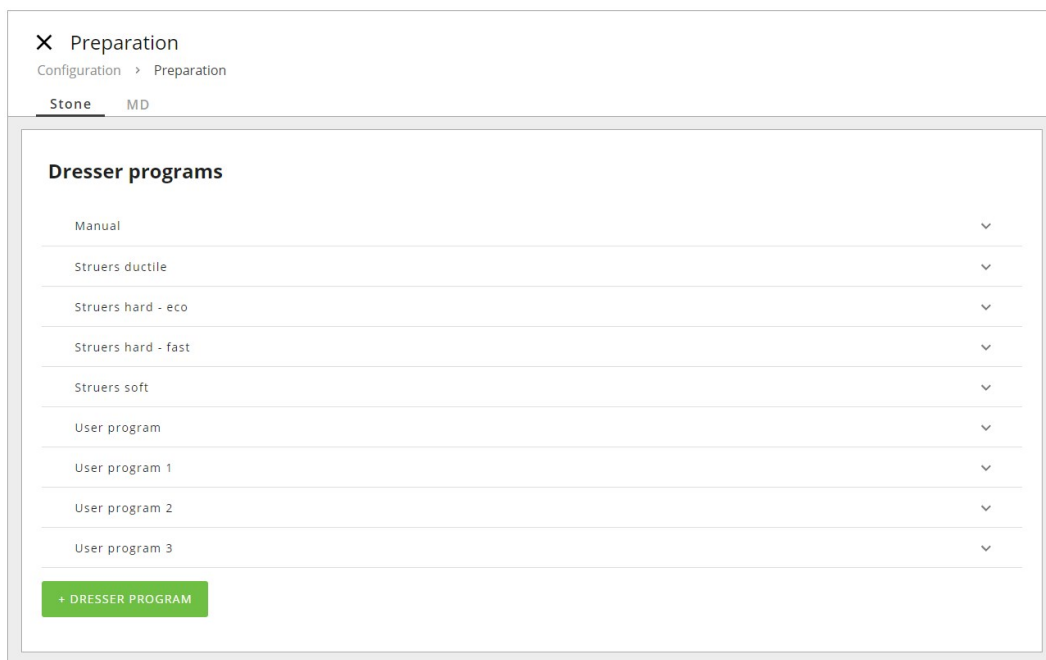 Preparation
Configuration > Preparation
Stone MD
Dresser programs
Manual
Struers ductile
Struers hard - eco
Struers hard - fast
Struers soft
User program
User program 1
User program 2
User program 3
+ DRESSER PROGRAM